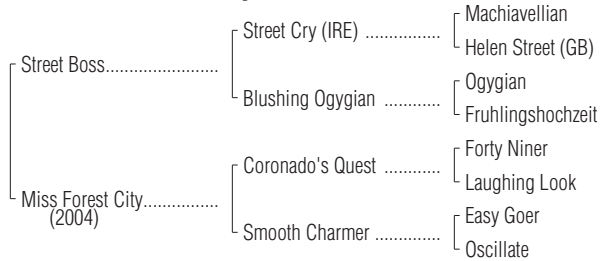 Machiavellian
Street Cry (IRE) ................
Helen Street (GB)
Street Boss........................
Ogygian
Blushing Ogygian ............
Fruhlingshochzeit
Forty Niner
Coronado's Quest ............
Laughing Look
Miss Forest City................
(2004)
Easy Goer
Smooth Charmer ..............
Oscillate